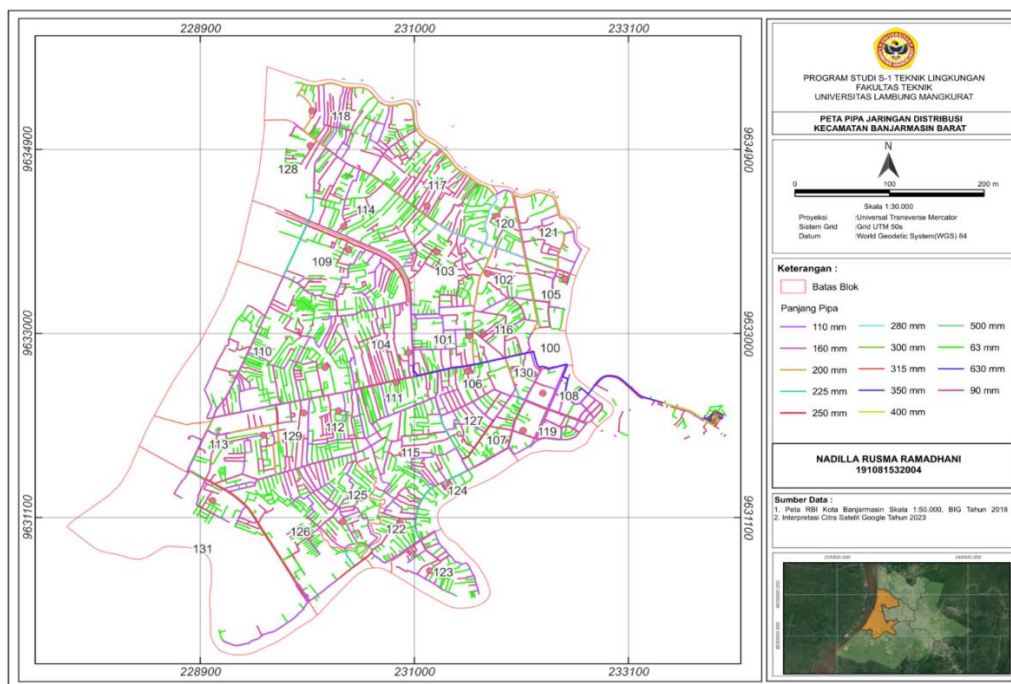 228900
231000
233100
9634900
9634900
9633000
9633000
9631100
9631100
228900
231000
233100
118
128
117
114
120
121
109
103
102
105
116
100
101
104
110
130
106
108
111
127
112
113
129
107
119
115
124
125
122
126
131
123
PROGRAM STUDI S-1 TEKNIK LINGKUNGAN
FAKULTAS TEKNIK
UNIVERSITAS LAMBUNG MANGKURAT
PETA PIPA JARINGAN DISTRIBUSI
KECAMATAN BANJARMASIN BARAT
N
0 100 200 m
Skala 1:30.000
Proyeksi :Universal Transverse Mercator
Sistem Grid :Grid UTM 50s
Datum :World Geodetic System(WGS) 84
Keterangan :
Batas Blok
Panjang Pipa
110 mm 280 mm 500 mm
160 mm 300 mm 63 mm
200 mm 315 mm 630 mm
225 mm 350 mm 90 mm
250 mm 400 mm
NADILLA RUSMA RAMADHANI
191081532004
Sumber Data :
1. Peta RBI Kota Banjarmasin Skala 1:50.000, BIG Tahun 2018
2. Interpretasi Citra Satelit Google Tahun 2023